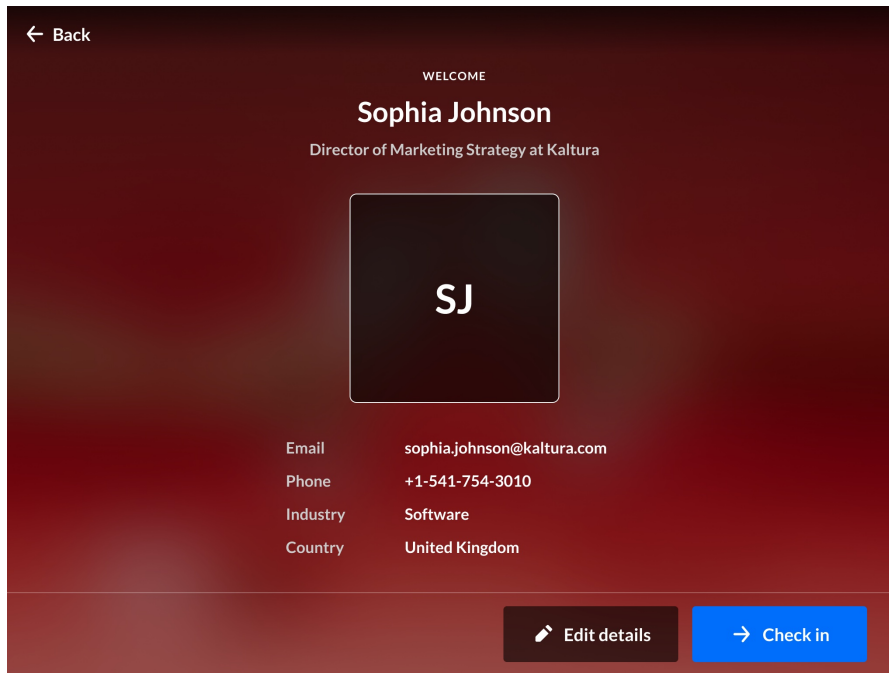 Back
WELCOME
Sophia Johnson
Director of Marketing Strategy at Kaltura
SJ
Email sophia.johnson@kaltura.com
Phone +1-541-754-3010
Industry Software
Country United Kingdom
Edit details Check in